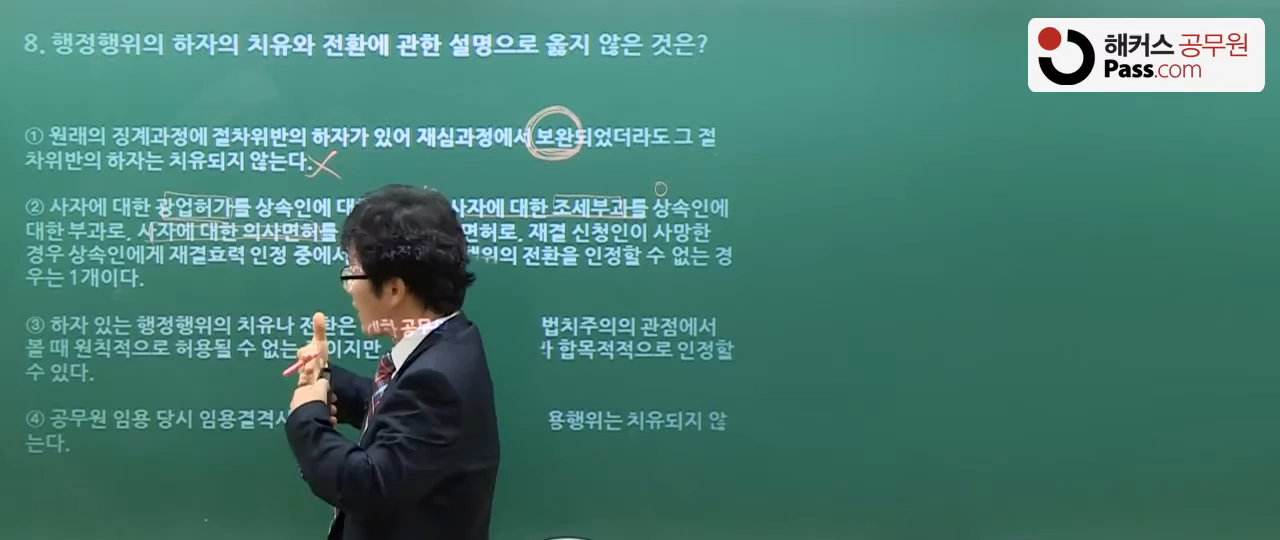 8. 행정행위의 하자의 치유와 전환에 관한 설명으로 옳지 않은 것은?
해커스 공무원
Pass.com
① 원래의 징계과정에 절차위반의 하자가 있어 재심과정에서 보완되었더라도 그 절
차위반의 하자는 치유되지 않는다.
② 사자에 대한 광업허가를 상속인에 대 사자에 대한 조세부과를 상속인에
대한 부과로, 사자에 대한 의사면허를 면허로, 재결 신청인이 사망한
경우 상속인에게 재결효력 인정 중에서 행위의 전환을 인정할 수 없는 경
우는 1개이다.
③ 하자 있는 행정행위의 치유나 전환은 법치주의의 관점에서
볼 때 원칙적으로 허용될 수 없는 이지만 합목적적으로 인정할
수 있다.
④ 공무원 임용 당시 임용결격사 용행위는 치유되지 않
는다.